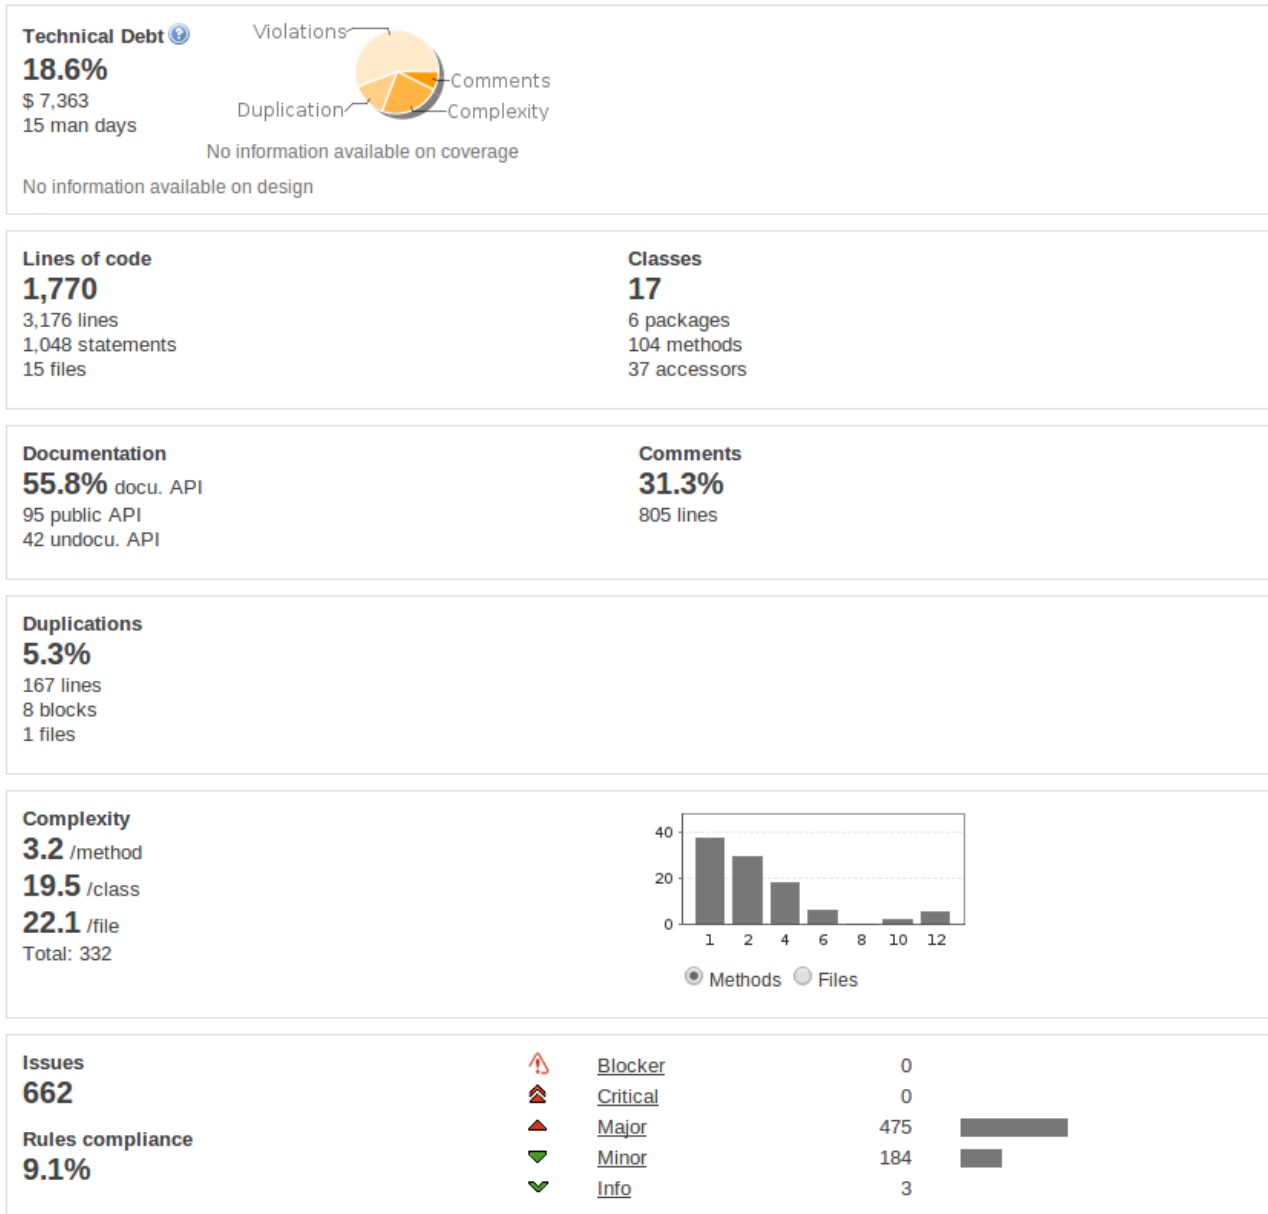 Technical Debt ?
18.6%
$ 7,363
15 man days
Violations
Comments
Duplication
Complexity
No information available on coverage
No information available on design
Lines of code
1,770
3,176 lines
1,048 statements
15 files
Classes
17
6 packages
104 methods
37 accessors
Documentation
55.8% docu. API
95 public API
42 undocu. API
Comments
31.3%
805 lines
Duplications
5.3%
167 lines
8 blocks
1 files
Complexity
3.2 /method
19.5 /class
22.1 /file
Total: 332
40
20
0
1 2 4 6 8 10 12
Methods Files
Issues
662
Rules compliance
9.1%
Blocker 0
Critical 0
Major 475
Minor 184
Info 3